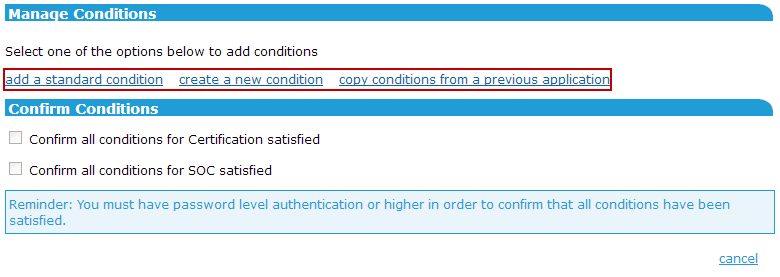 Manage Conditions
Select one of the options below to add conditions
add a standard condition create a new condition copy conditions from a previous application
Confirm Conditions
Confirm all conditions for Certification satisfied
Confirm all conditions for SOC satisfied
Reminder: You must have password level authentication or higher in order to confirm that all conditions have been
satisfied.
cancel